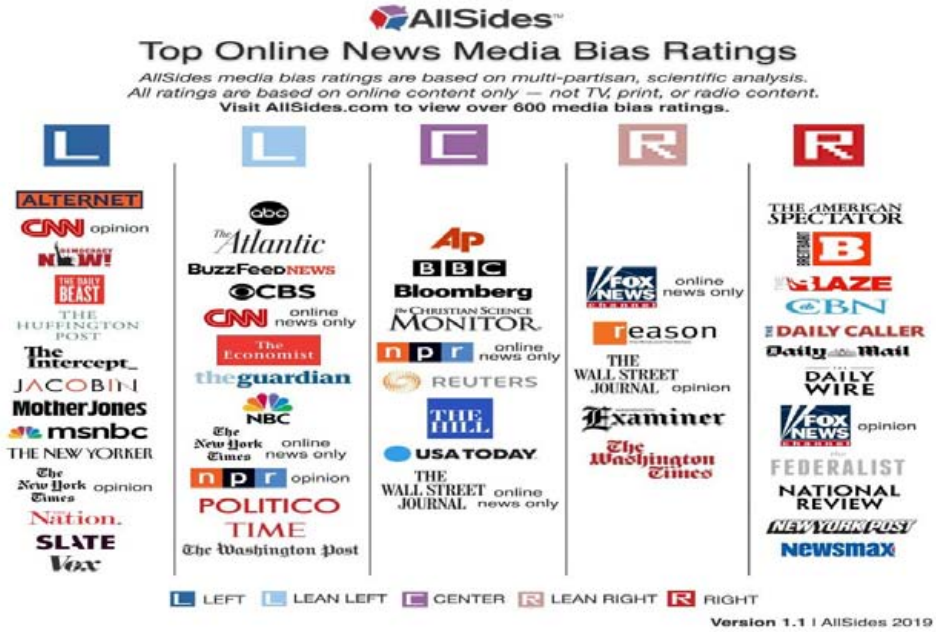 AllSides™
Top Online News Media Bias Ratings
AllSides media bias ratings are based on multi-partisan, scientific analysis.
All ratings are based on online content only — not TV, print, or radio content.
Visit AllSides.com to view over 600 media bias ratings.
L
ALTERNET
CNN opinion
DEMOCRACY
NOW!
THE DAILY
BEAST
THE
HUFFINGTON
POST
The
Intercept_
JACOBIN
Mother Jones
msnbc
THE NEW YORKER
The
New York opinion
Times
The Nation.
SLATE
Vox
L
abc
The Atlantic
BUZZFEED NEWS
CBS
CNN online
news only
The
Economist
theguardian
NBC
The
New York online
Times news only
npr opinion
POLITICO
TIME
The Washington Post
C
AP
BBC
Bloomberg
The CHRISTIAN SCIENCE
MONITOR
npr online
news only
REUTERS
THE
HILL
USA TODAY
THE
WALL STREET online
JOURNAL news only
R
FOX
NEWS online
channel news only
reason
THE
WALL STREET
JOURNAL opinion
Examiner
The
Washington
Times
R
THE AMERICAN
SPECTATOR
BREITBART B
BLAZE
CBN
THE DAILY CALLER
Daily Mail
THE
DAILY
WIRE
FOX
NEWS opinion
channel
the
FEDERALIST
NATIONAL
REVIEW
NEW YORK POST
Newsmax
L LEFT L LEAN LEFT C CENTER R LEAN RIGHT R RIGHT
Version 1.1 | AllSides 2019